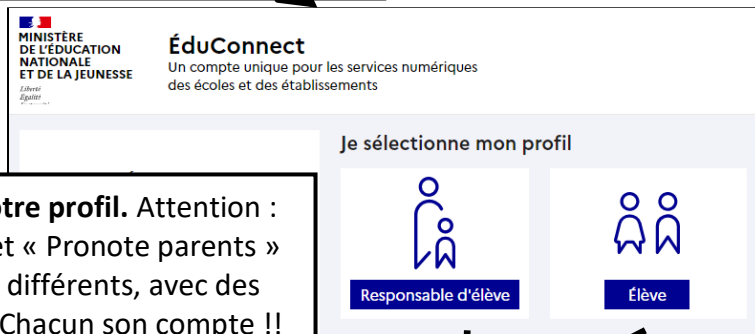 MINISTÈRE
DE L'ÉDUCATION
NATIONALE
ET DE LA JEUNESSE
Liberté
Égalité
ÉduConnect
Un compte unique pour les services numériques
des écoles et des établissements
Je sélectionne mon profil
otre profil. Attention :
et « Pronote parents »
différents, avec des
Chacun son compte !!
Responsable d'élève
Élève